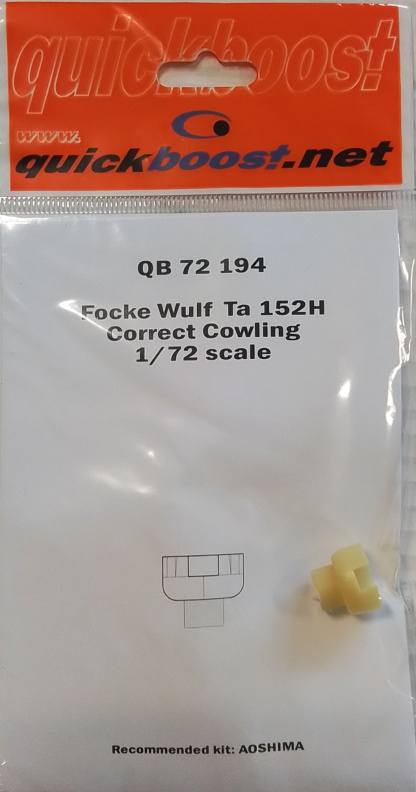 quickboost
www.
quickboost.net
QB 72 194
Focke Wulf Ta 152H
Correct Cowling
1/72 scale
Recommended kit: AOSHIMA